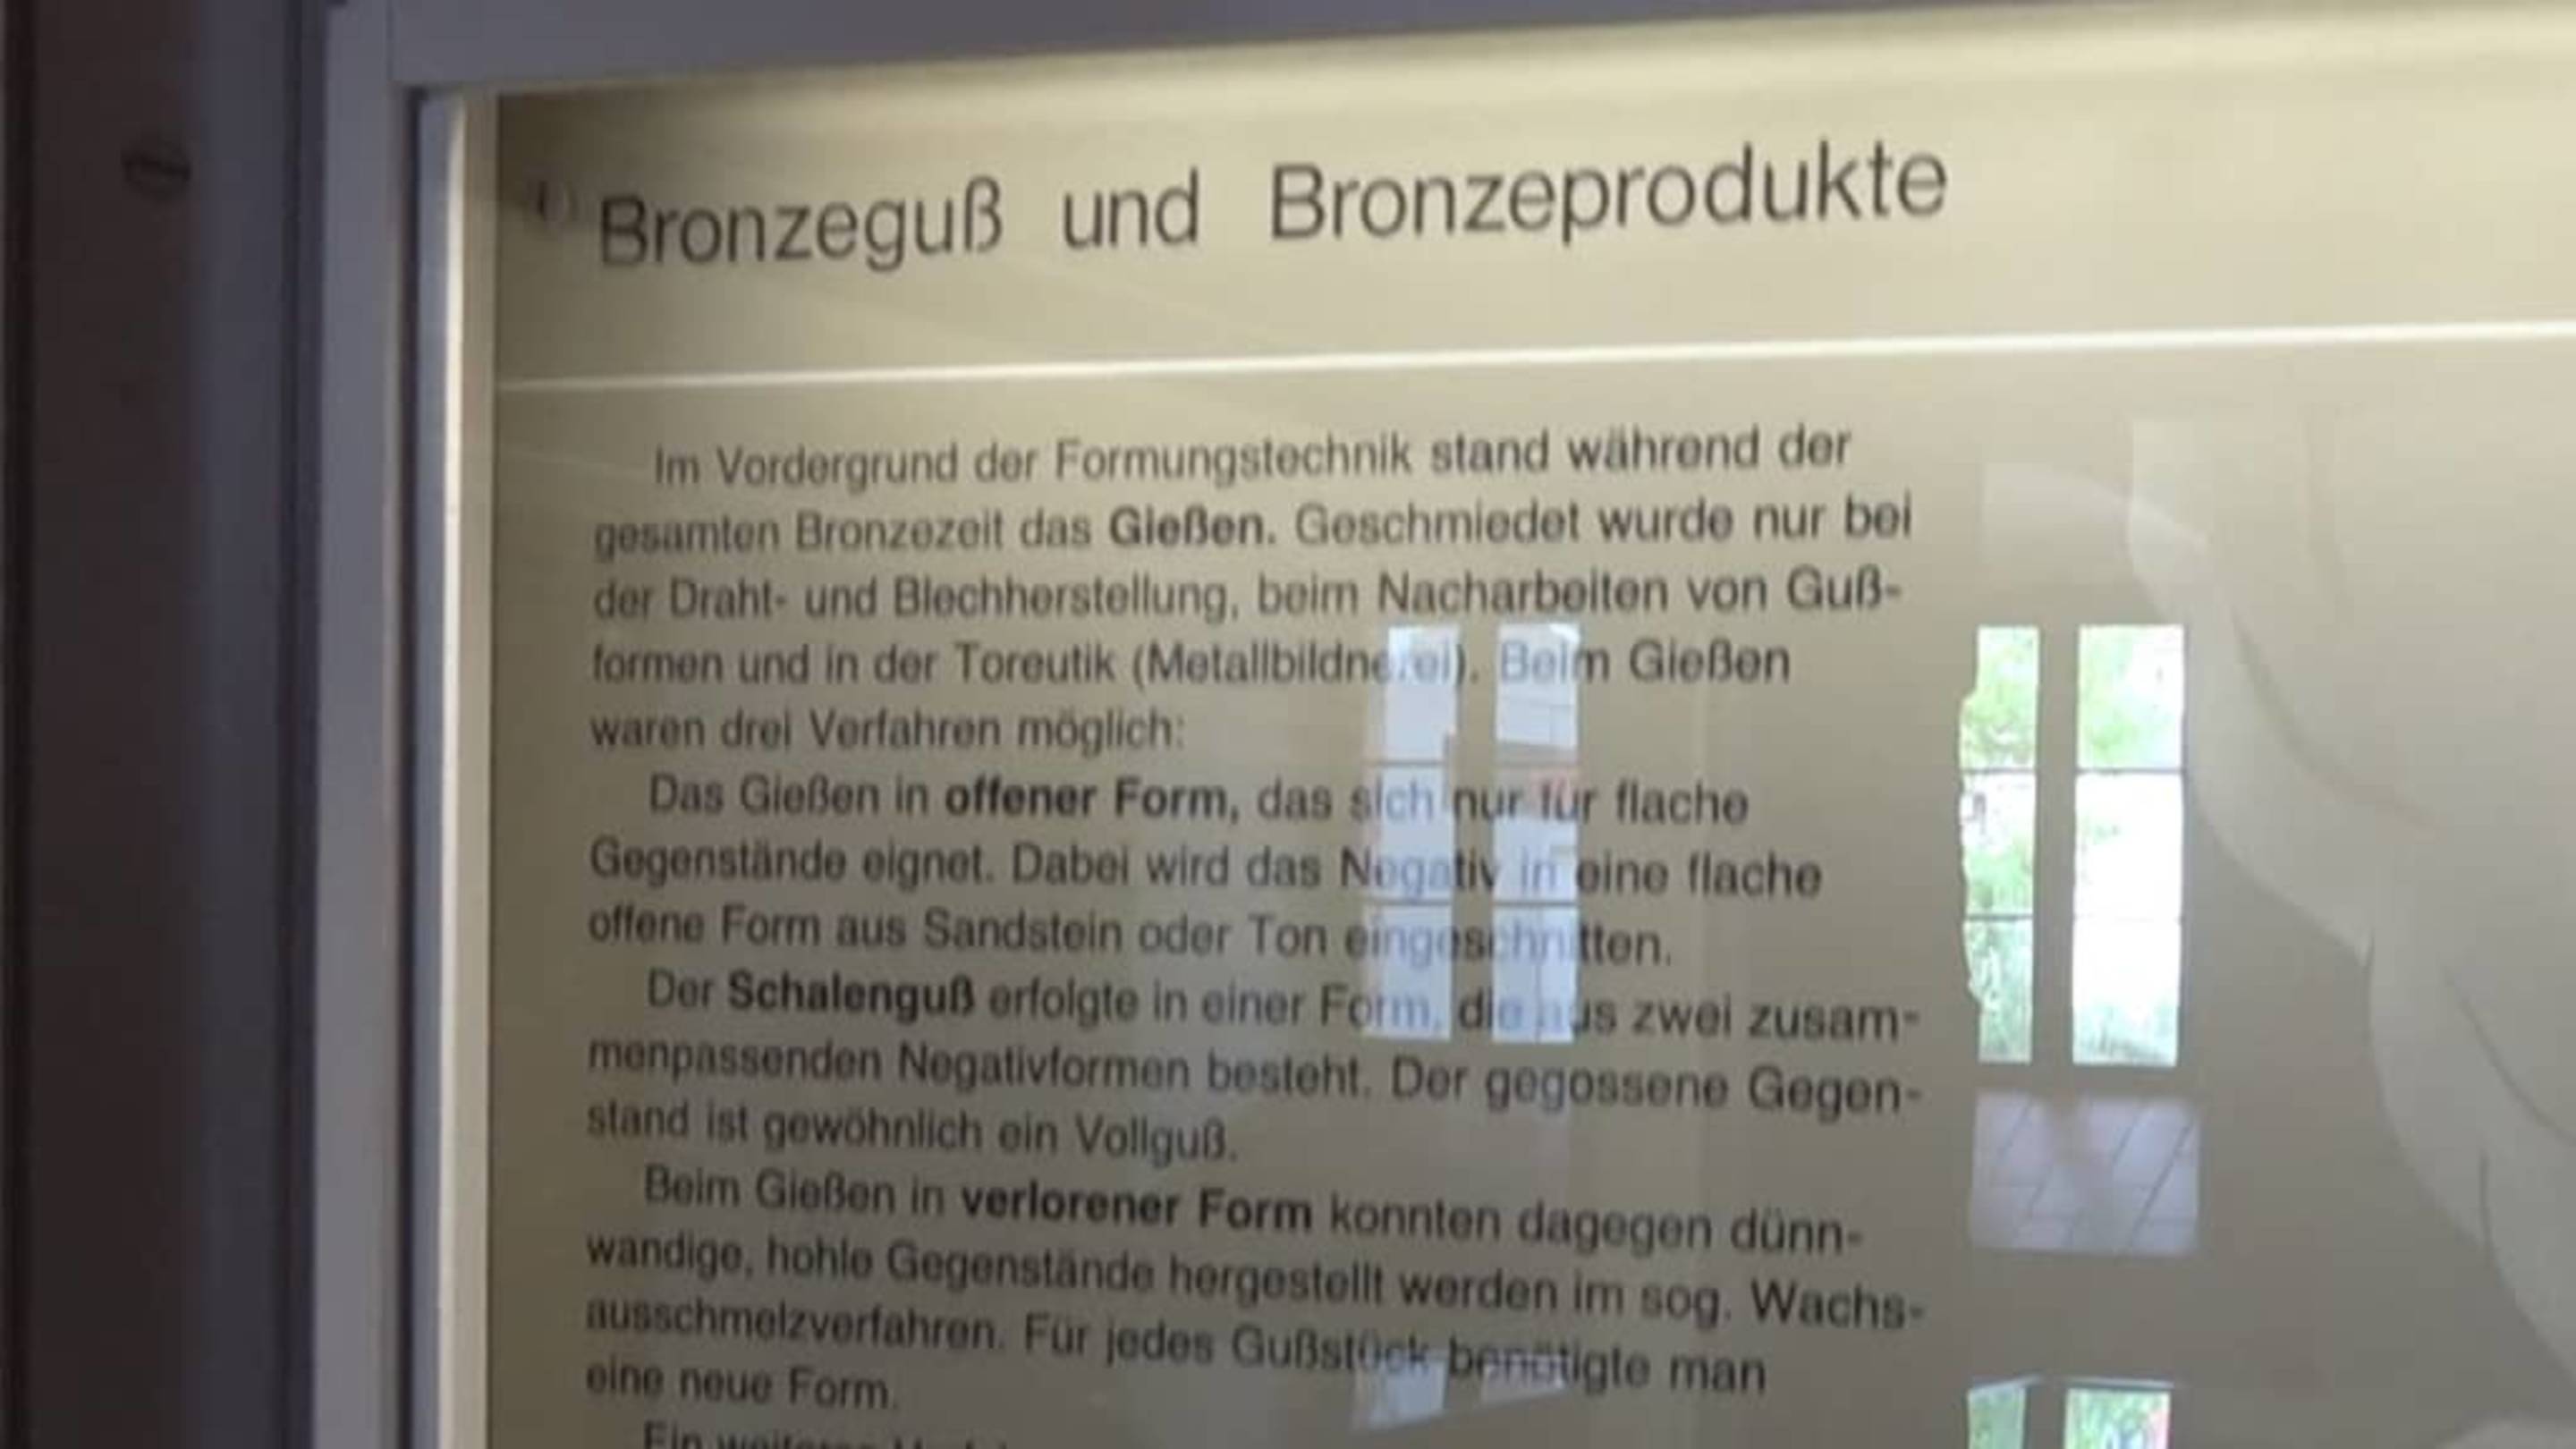 Bronzeguß und Bronzeprodukte
Im Vordergrund der Formungstechnik stand während der
gesamten Bronzezeit das Gießen. Geschmiedet wurde nur bei
der Draht- und Blechherstellung, beim Nacharbeiten von Guß-
formen und in der Toreutik (Metallbildnerei). Beim Gießen
waren drei Verfahren möglich:
Das Gießen in offener Form, das sich nur für flache
Gegenstände eignet. Dabei wird das Negativ in eine flache
offene Form aus Sandstein oder Ton eingeschnitten.
Der Schalenguß erfolgte in einer Form, die aus zwei zusam-
menpassenden Negativformen besteht. Der gegossene Gegen-
stand ist gewöhnlich ein Vollguß.
Beim Gießen in verlorener Form konnten dagegen dünn-
wandige, hohle Gegenstände hergestellt werden im sog. Wachs-
ausschmelzverfahren. Für jedes Gußstück benötigte man
eine neue Form.
Ein